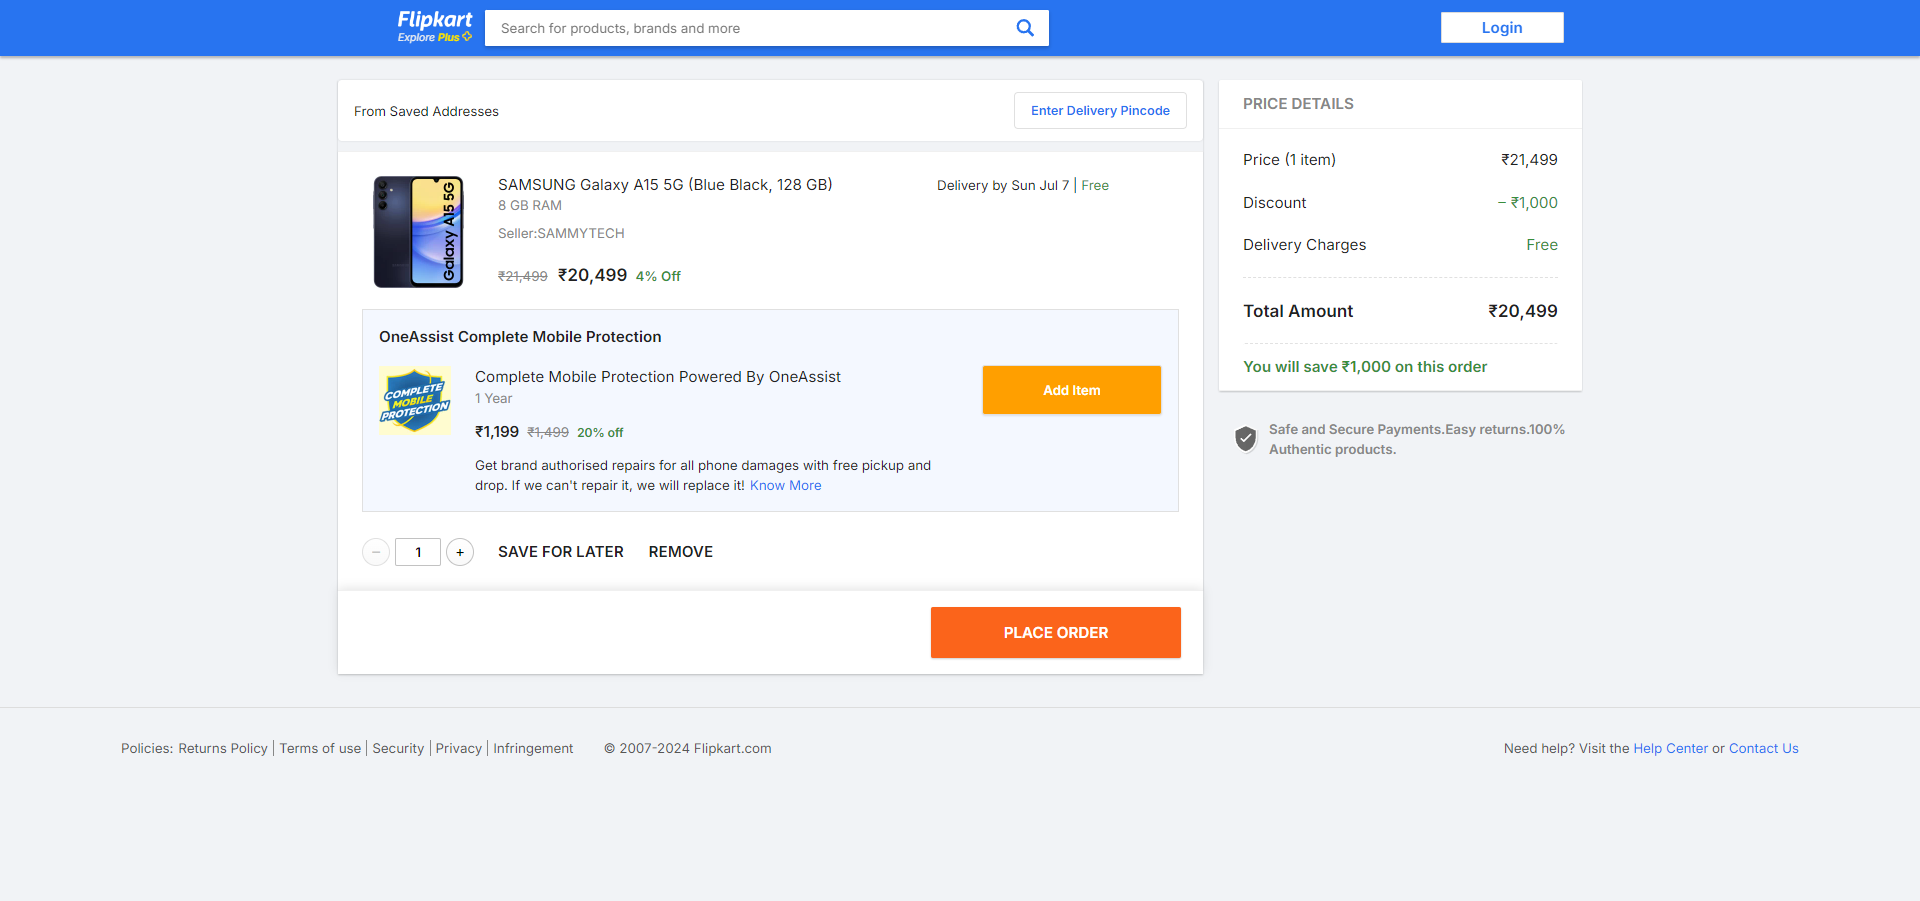 Flipkart
Explore Plus
Search for products, brands and more
Login
From Saved Addresses
Enter Delivery Pincode
Galaxy A15 5G
SAMSUNG Galaxy A15 5G (Blue Black, 128 GB)
8 GB RAM
Seller:SAMMYTECH
₹21,499 ₹20,499 4% Off
Delivery by Sun Jul 7 | Free
OneAssist Complete Mobile Protection
COMPLETE
MOBILE
PROTECTION
Complete Mobile Protection Powered By OneAssist
1 Year
₹1,199 ₹1,499 20% off
Get brand authorised repairs for all phone damages with free pickup and
drop. If we can't repair it, we will replace it! Know More
Add Item
− 1 + SAVE FOR LATER REMOVE
PLACE ORDER
PRICE DETAILS
Price (1 item) ₹21,499
Discount − ₹1,000
Delivery Charges Free
Total Amount ₹20,499
You will save ₹1,000 on this order
Safe and Secure Payments.Easy returns.100%
Authentic products.
Policies: Returns Policy | Terms of use | Security | Privacy | Infringement © 2007-2024 Flipkart.com
Need help? Visit the Help Center or Contact Us